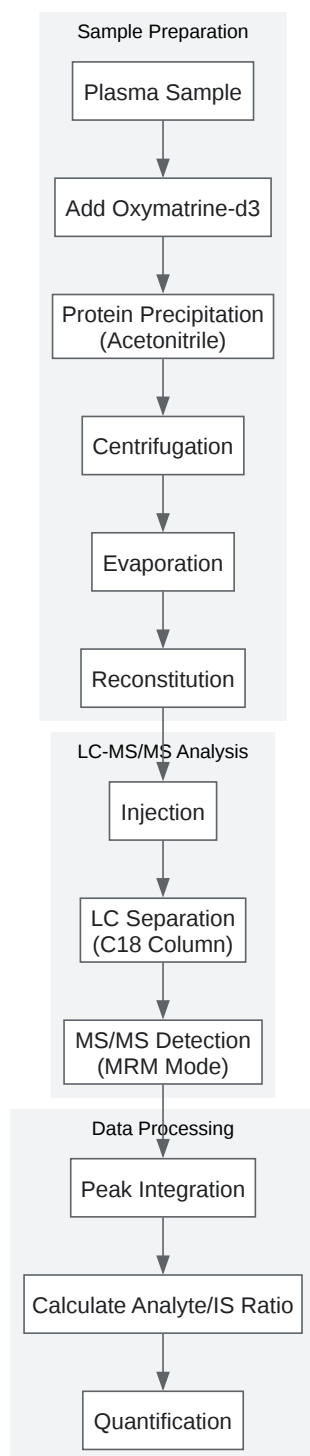 Sample Preparation
Plasma Sample
Add Oxymatrine-d3
Protein Precipitation
(Acetonitrile)
Centrifugation
Evaporation
Reconstitution
LC-MS/MS Analysis
Injection
LC Separation
(C18 Column)
MS/MS Detection
(MRM Mode)
Data Processing
Peak Integration
Calculate Analyte/IS Ratio
Quantification